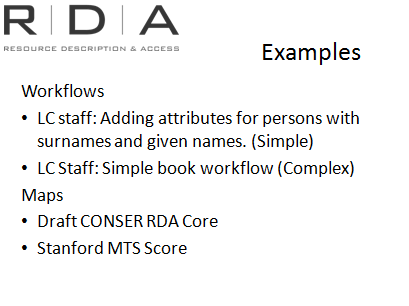 R | D | A
RESOURCE DESCRIPTION & ACCESS
Examples
Workflows
• LC staff: Adding attributes for persons with
surnames and given names. (Simple)
• LC Staff: Simple book workflow (Complex)
Maps
• Draft CONSER RDA Core
• Stanford MTS Score